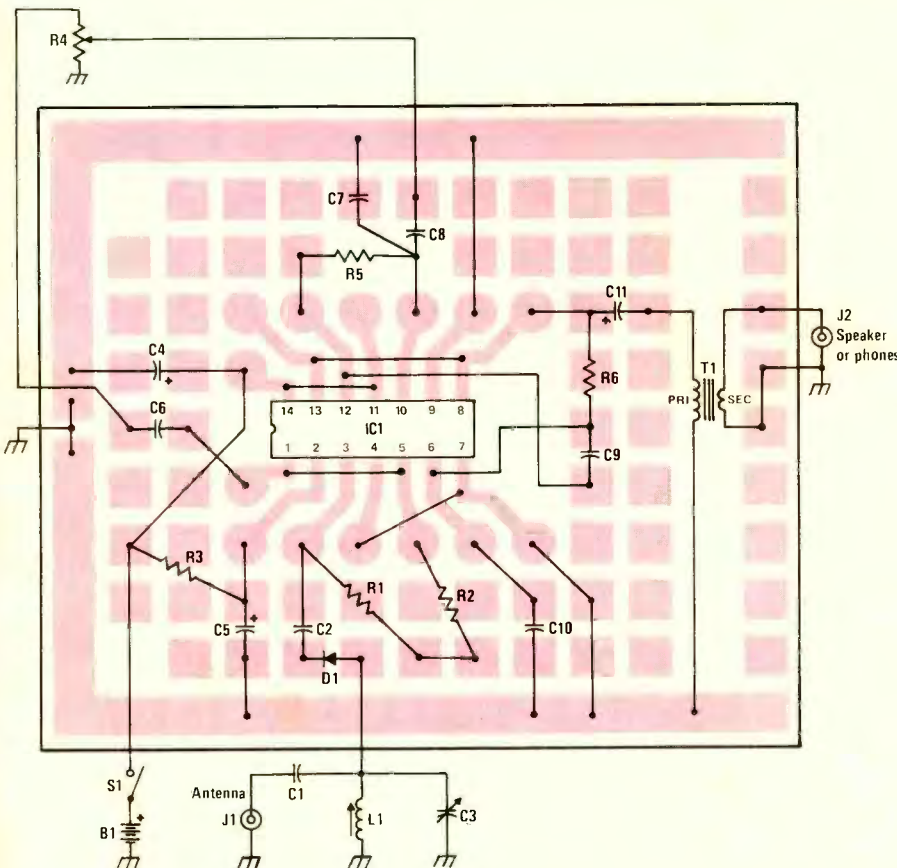 R4
C7
C8
R5
C11
J2
Speaker
or phones
C4
+
+
T1
R6
PRI
SEC
C6
14 13 12 11 10 9 8
IC1
1 2 3 4 5 6 7
C9
R3
R1
R2
+
C5
C2
C10
D1
S1
Antenna
C1
+
B1
J1
L1
C3